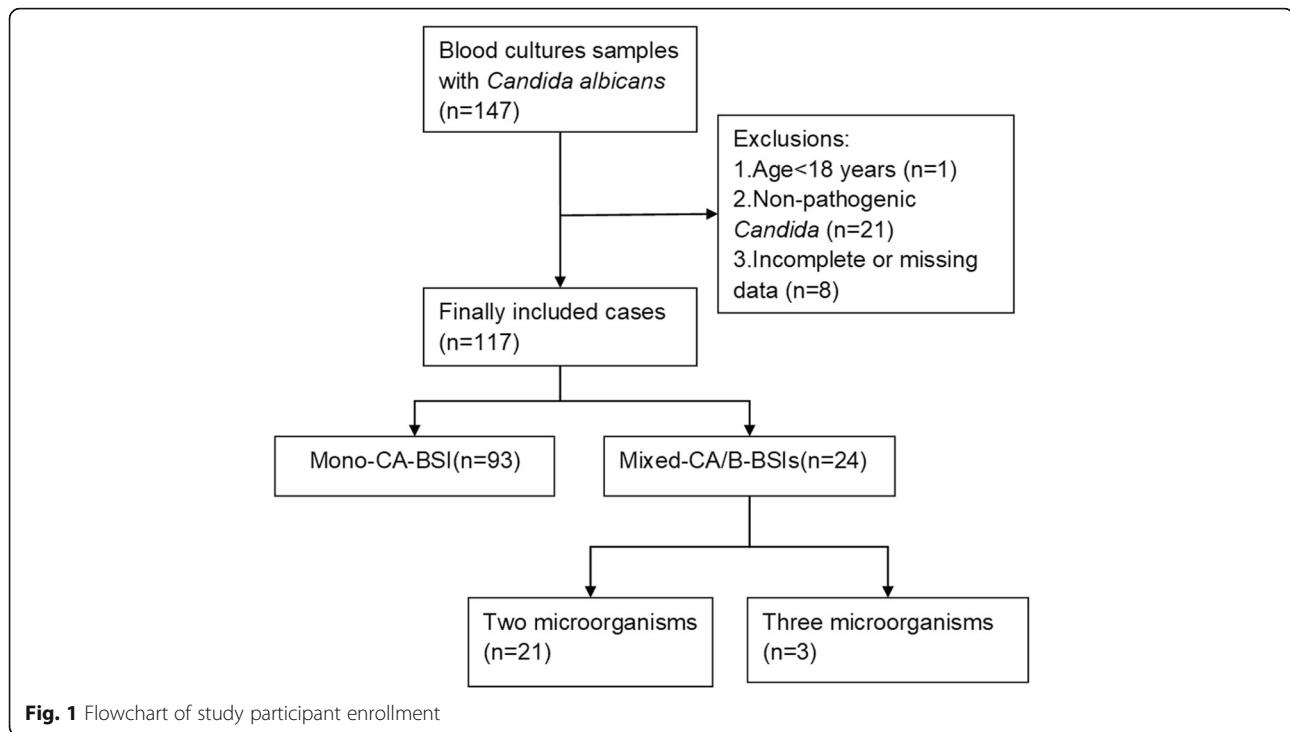 Blood cultures samples
with Candida albicans
(n=147)
Exclusions:
1.Age<18 years (n=1)
2.Non-pathogenic
Candida (n=21)
3.Incomplete or missing
data (n=8)
Finally included cases
(n=117)
Mono-CA-BSI(n=93)
Mixed-CA/B-BSIs(n=24)
Two microorganisms
(n=21)
Three microorganisms
(n=3)
Fig. 1 Flowchart of study participant enrollment